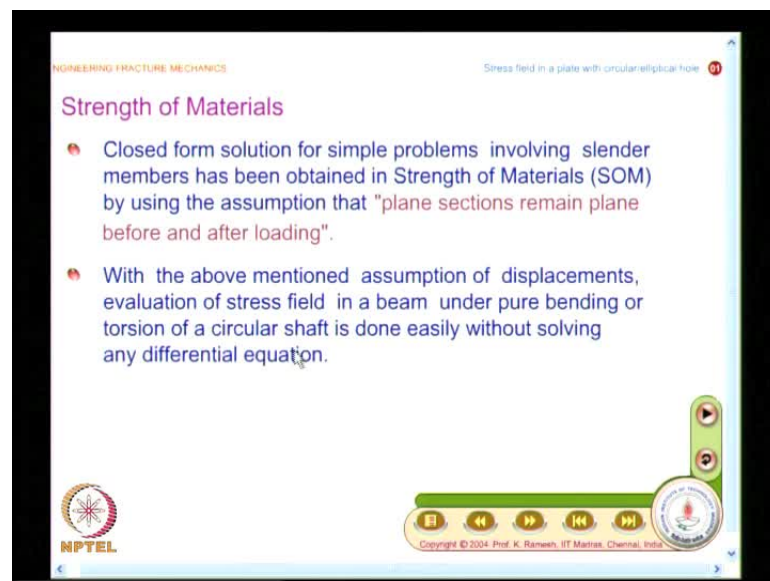 NGINEERING FRACTURE MECHANICS
Stress field in a plate with circular/elliptical hole 01
Strength of Materials
Closed form solution for simple problems involving slender
members has been obtained in Strength of Materials (SOM)
by using the assumption that "plane sections remain plane
before and after loading".
With the above mentioned assumption of displacements,
evaluation of stress field in a beam under pure bending or
torsion of a circular shaft is done easily without solving
any differential equation.
NPTEL
Copyright © 2004 Prof. K. Ramesh, IIT Madras, Chennai, India